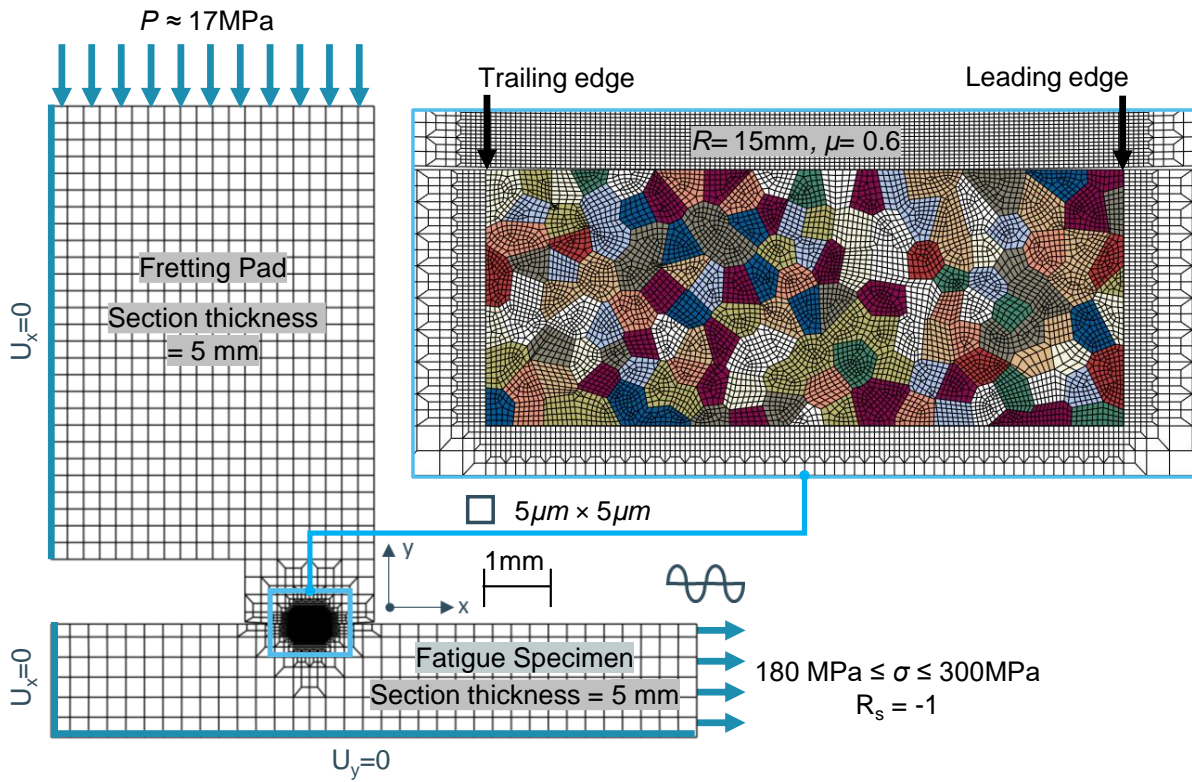 P ≈ 17MPa
Trailing edge
Leading edge
R= 15mm, μ= 0.6
Fretting Pad
Section thickness
= 5 mm
Uₓ=0
5μm × 5μm
1mm
y
x
Uₓ=0
Fatigue Specimen
Section thickness = 5 mm
180 MPa ≤ σ ≤ 300MPa
Rₛ = -1
U_y=0